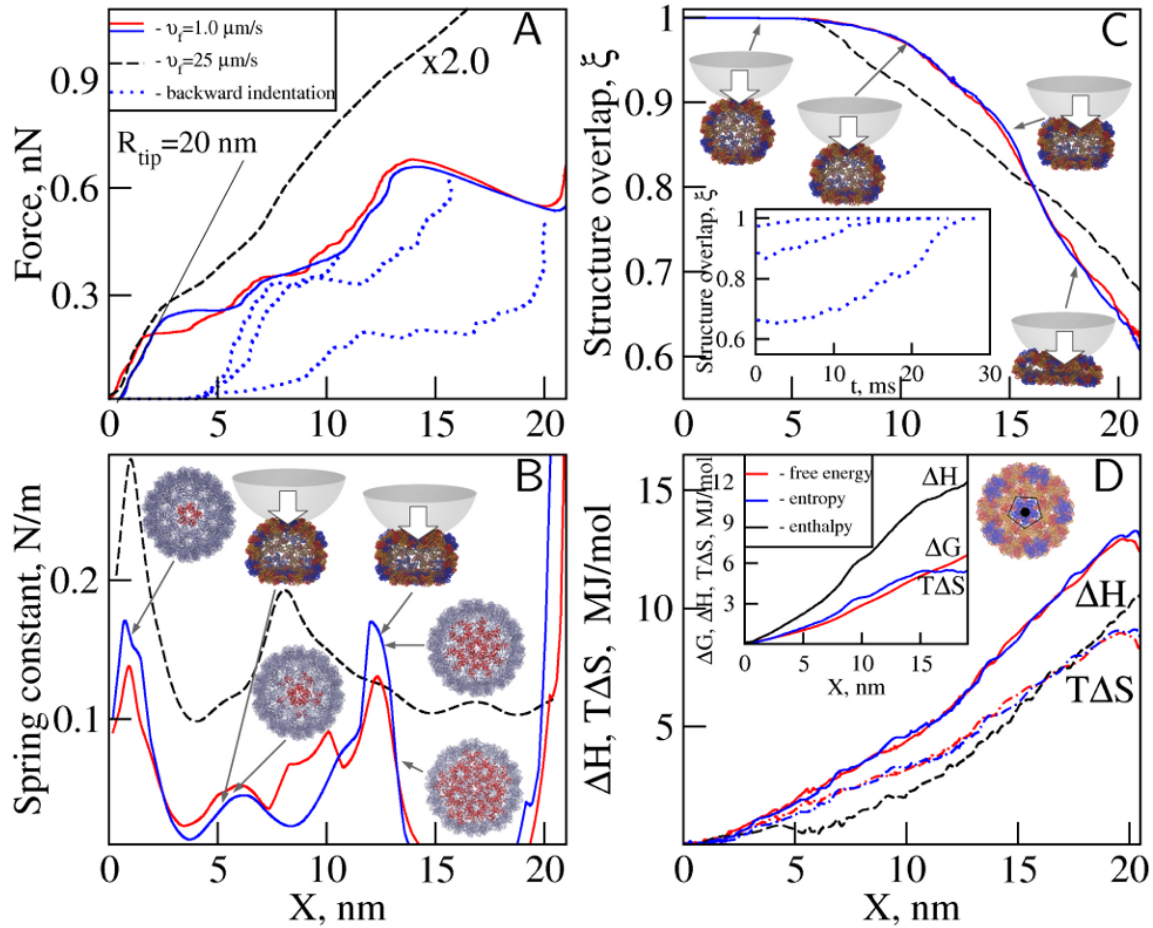 A
- υf=1.0 μm/s
- υf=25 μm/s
- backward indentation
x2.0
Rtip=20 nm
Force, nN
0.9
0.6
0.3
0 5 10 15 20
C
Structure overlap, ξ
1
0.9
0.8
0.7
0.6
Structure overlap, ξ
1
0.8
0.6
0 10 20 30
t, ms
0 5 10 15 20
B
Spring constant, N/m
0.2
0.1
0 5 10 15 20
X, nm
D
ΔH, TΔS, MJ/mol
15
10
5
ΔG, ΔH, TΔS, MJ/mol
12
9
6
3
- free energy
- entropy
- enthalpy
ΔH
ΔG
TΔS
0 5 10 15
X, nm
ΔH
TΔS
0 5 10 15 20
X, nm